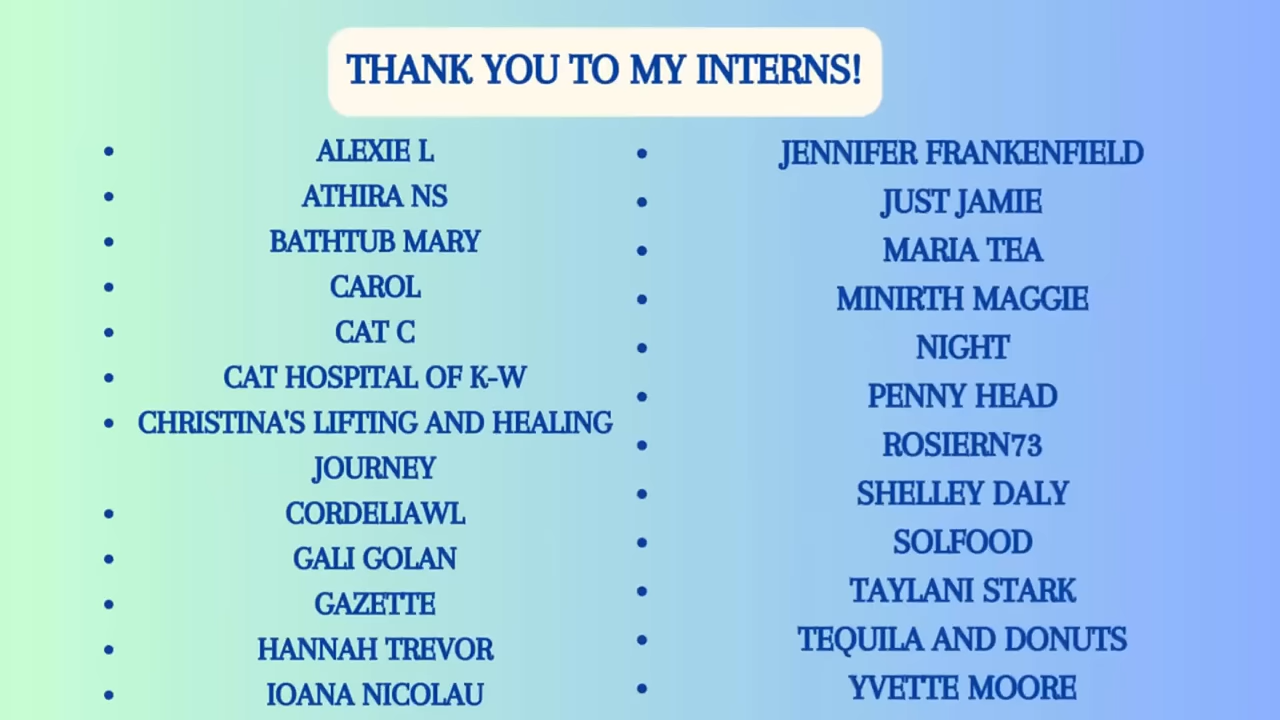 THANK YOU TO MY INTERNS!
• ALEXIE L
• ATHIRA NS
• BATHTUB MARY
• CAROL
• CAT C
• CAT HOSPITAL OF K-W
• CHRISTINA'S LIFTING AND HEALING
JOURNEY
• CORDELIAWL
• GALI GOLAN
• GAZETTE
• HANNAH TREVOR
• IOANA NICOLAU
• JENNIFER FRANKENFIELD
• JUST JAMIE
• MARIA TEA
• MINIRTH MAGGIE
• NIGHT
• PENNY HEAD
• ROSIERN73
• SHELLEY DALY
• SOLFOOD
• TAYLANI STARK
• TEQUILA AND DONUTS
• YVETTE MOORE